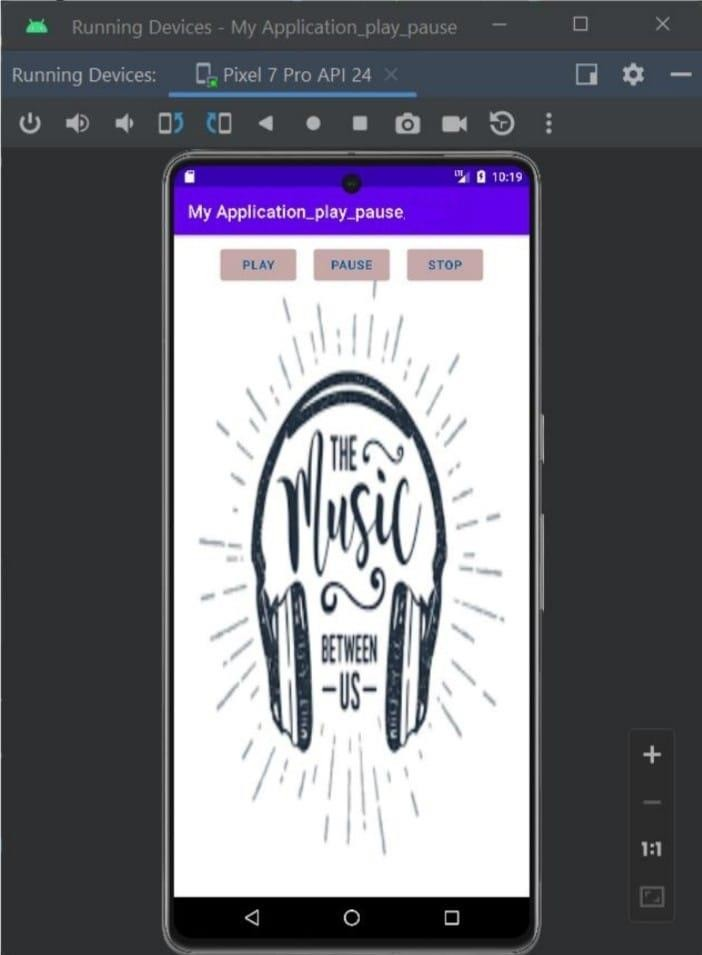 Running Devices - My Application_play_pause
Running Devices: Pixel 7 Pro API 24
LTE 10:19
My Application_play_pause,
PLAY PAUSE STOP
THE
Music
BETWEEN
-US-
1:1